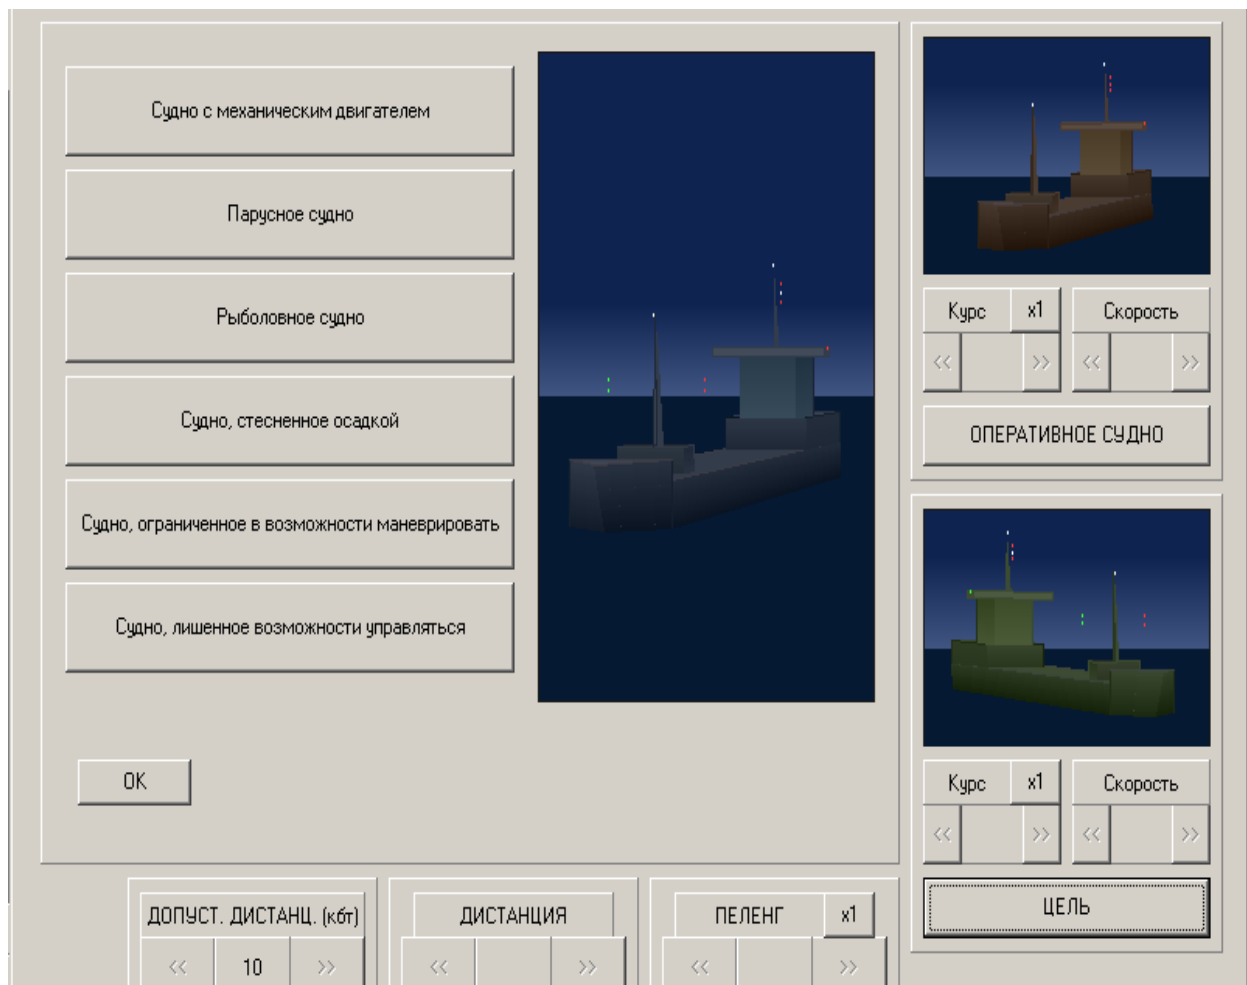 Судно с механическим двигателем
Парусное судно
Рыболовное судно
Судно, стесненное осадкой
Судно, ограниченное в возможности маневрировать
Судно, лишенное возможности управляться
OK
Курс x1 Скорость
<< >> << >>
ОПЕРАТИВНОЕ СУДНО
Курс x1 Скорость
<< >> << >>
ЦЕЛЬ
ДОПУСТ. ДИСТАНЦ. (кбт) ДИСТАНЦИЯ ПЕЛЕНГ x1
<< 10 >> << >> << >>